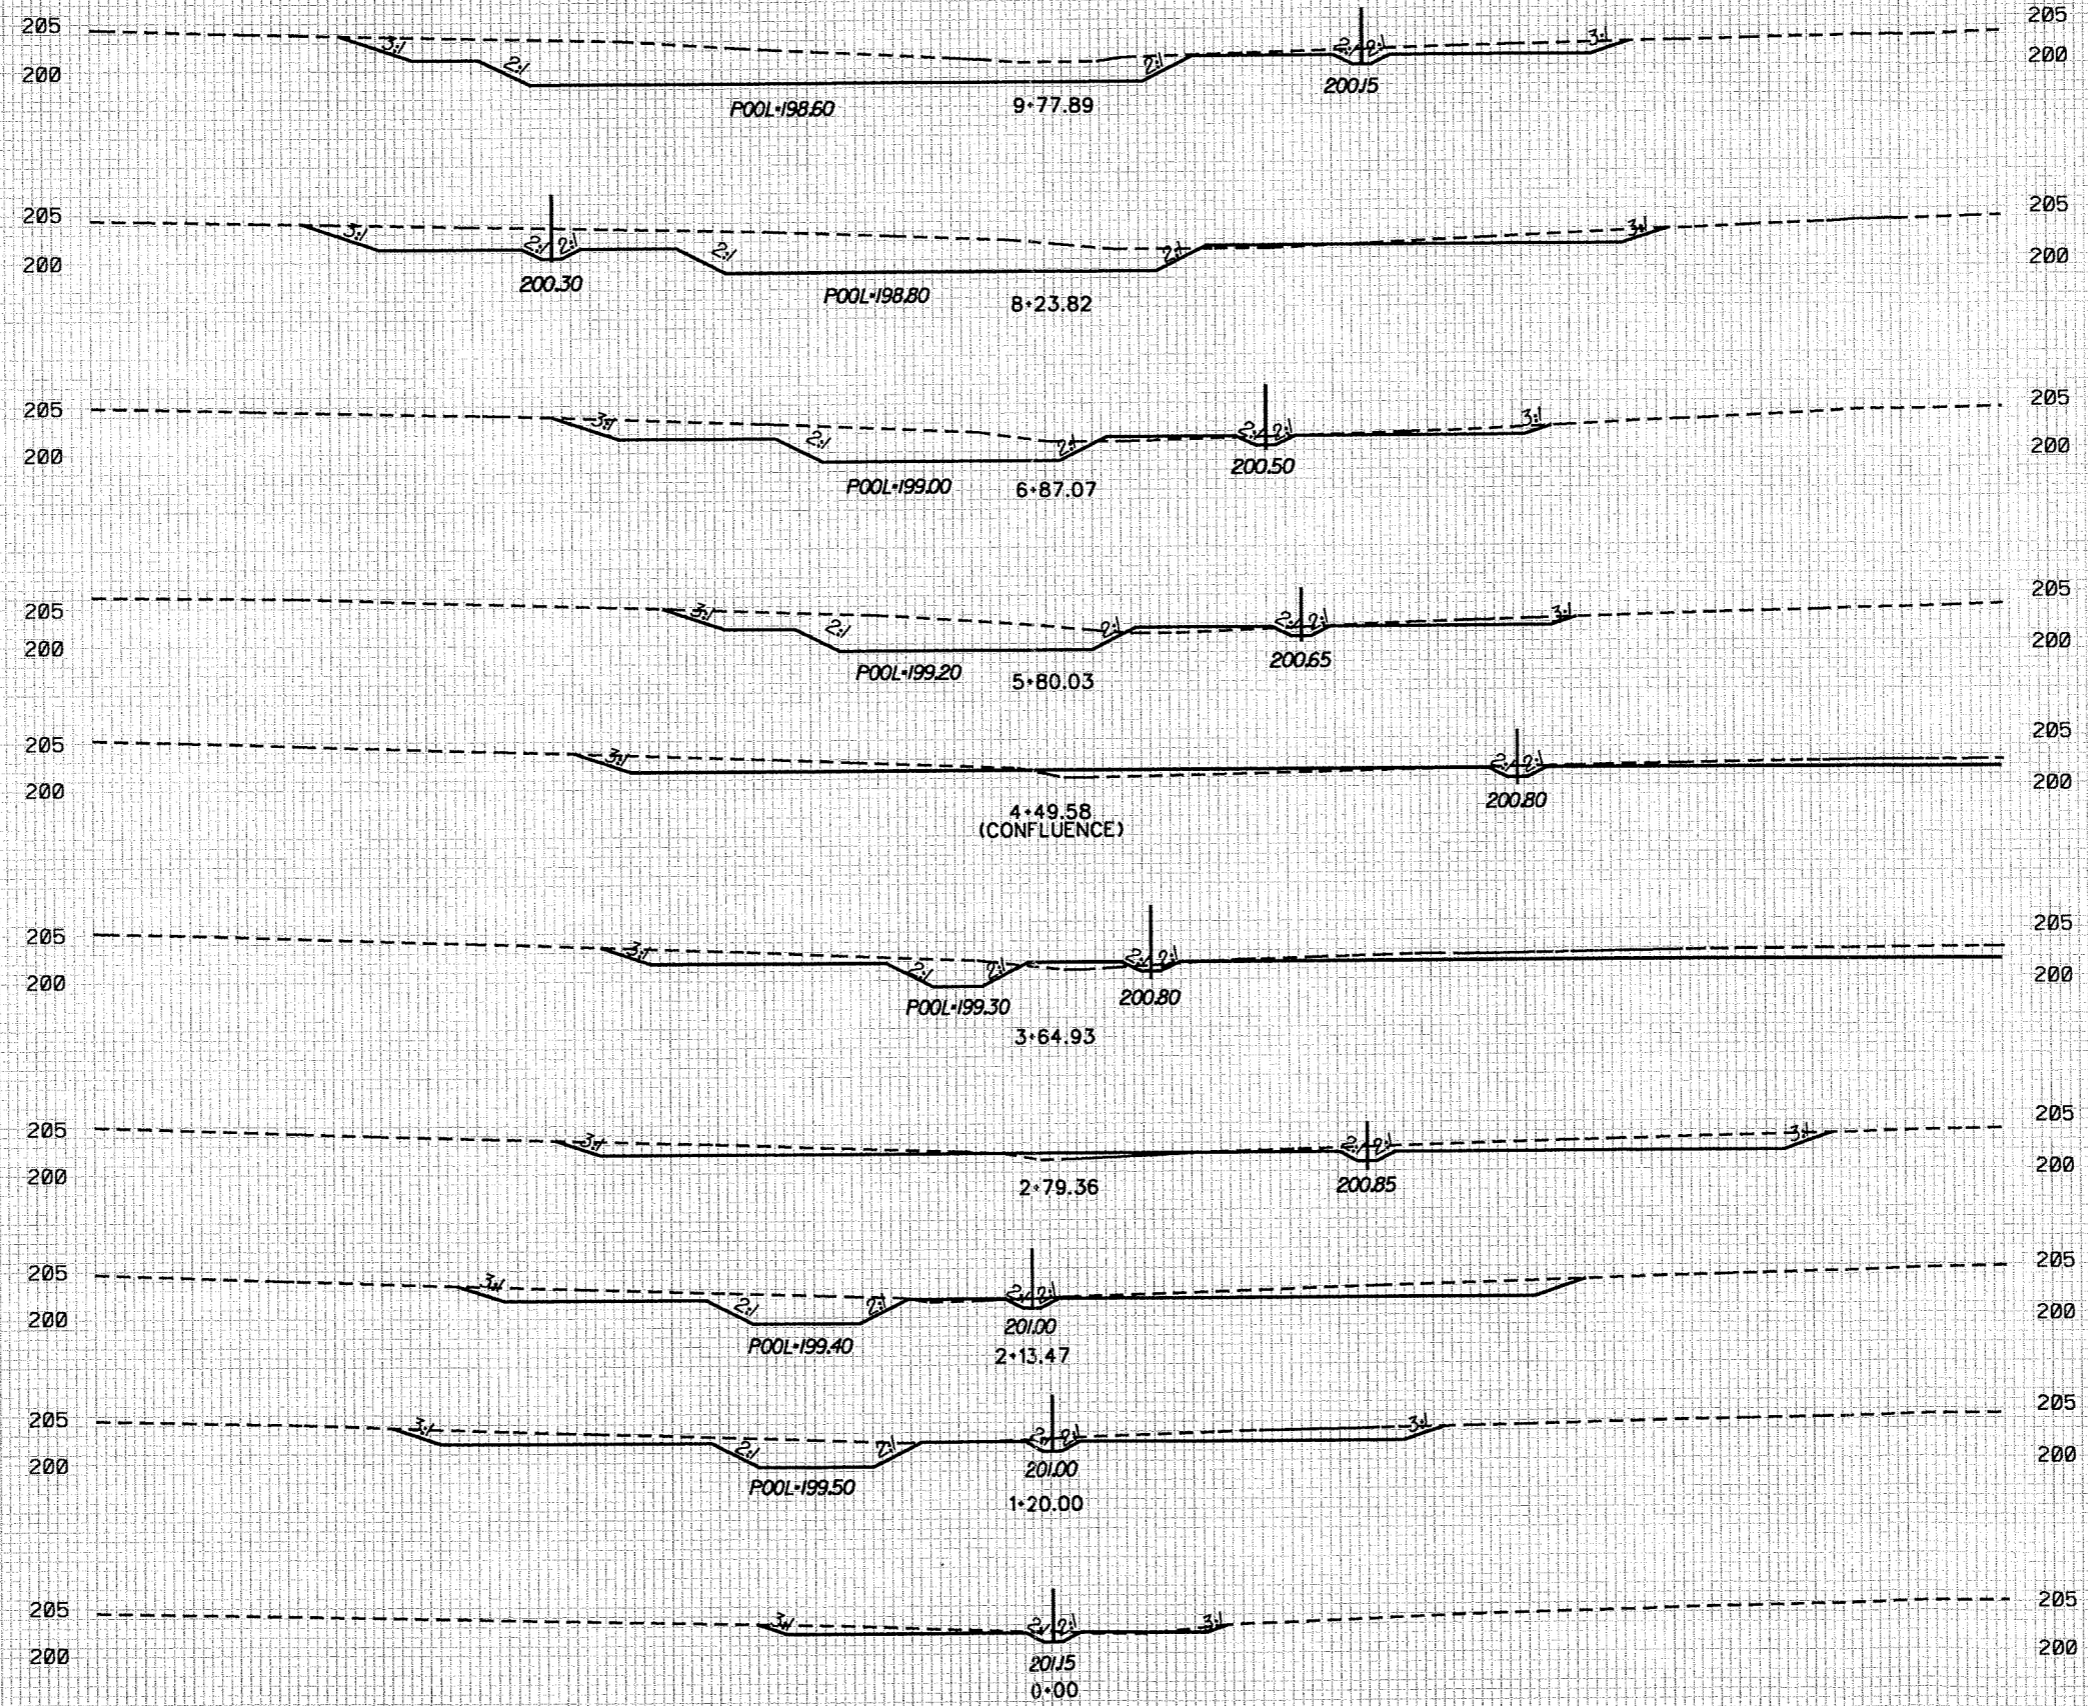 205 205
3:1 2:1 2:1 2:1 2:1 3:1
200 200
200.15
POOL=198.60 9+77.89
205 205
3:1 2:1 2:1 2:1 2:1 3:1
200 200
200.30
POOL=198.80 8+23.82
205 205
3:1 2:1 2:1 2:1 2:1 3:1
200 200
200.50
POOL=199.00 6+87.07
205 205
3:1 2:1 2:1 2:1 2:1 3:1
200 200
200.65
POOL=199.20 5+80.03
205 205
3:1 2:1 2:1
200 200
200.80
4+49.58
(CONFLUENCE)
205 205
3:1 2:1 2:1 2:1 2:1
200 200
POOL=199.30 200.80
3+64.93
205 205
3:1 2:1 2:1 3:1
200 200
2+79.36 200.85
205 205
3:1 2:1 2:1 2:1 2:1
200 200
201.00
POOL=199.40 2+13.47
205 205
3:1 2:1 2:1 2:1 2:1 3:1
200 200
201.00
POOL=199.50
1+20.00
205 205
3:1 2:1 2:1 3:1
200 200
201.15
0+00